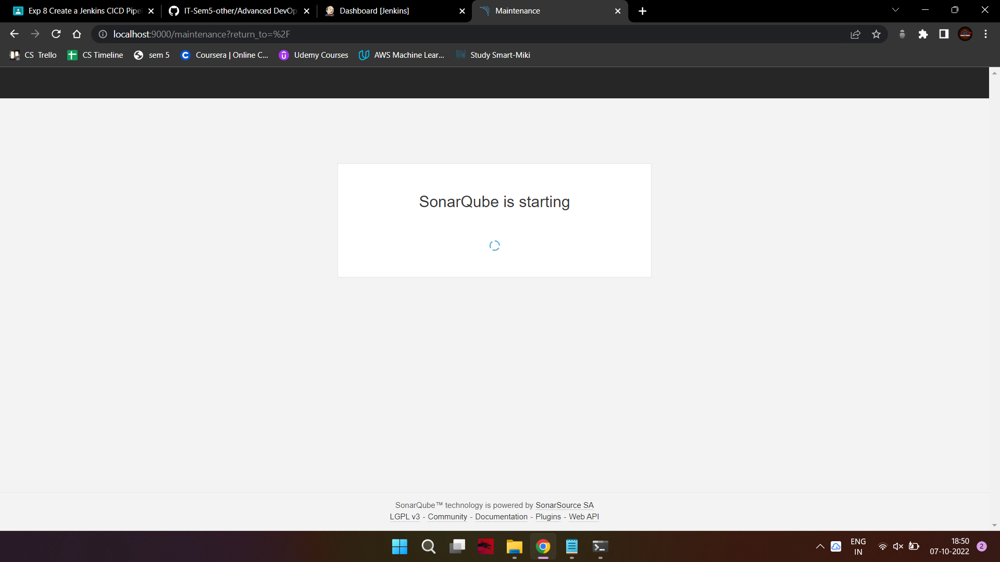 Exp 8 Create a Jenkins CICD Pipel
IT-Sem5-other/Advanced DevOp
Dashboard [Jenkins]
Maintenance
localhost:9000/maintenance?return_to=%2F
CS Trello
CS Timeline
sem 5
Coursera | Online C...
Udemy Courses
AWS Machine Lear...
Study Smart-Miki
SonarQube is starting
SonarQube™ technology is powered by SonarSource SA
LGPL v3 - Community - Documentation - Plugins - Web API
ENG
IN
18:50
07-10-2022
2